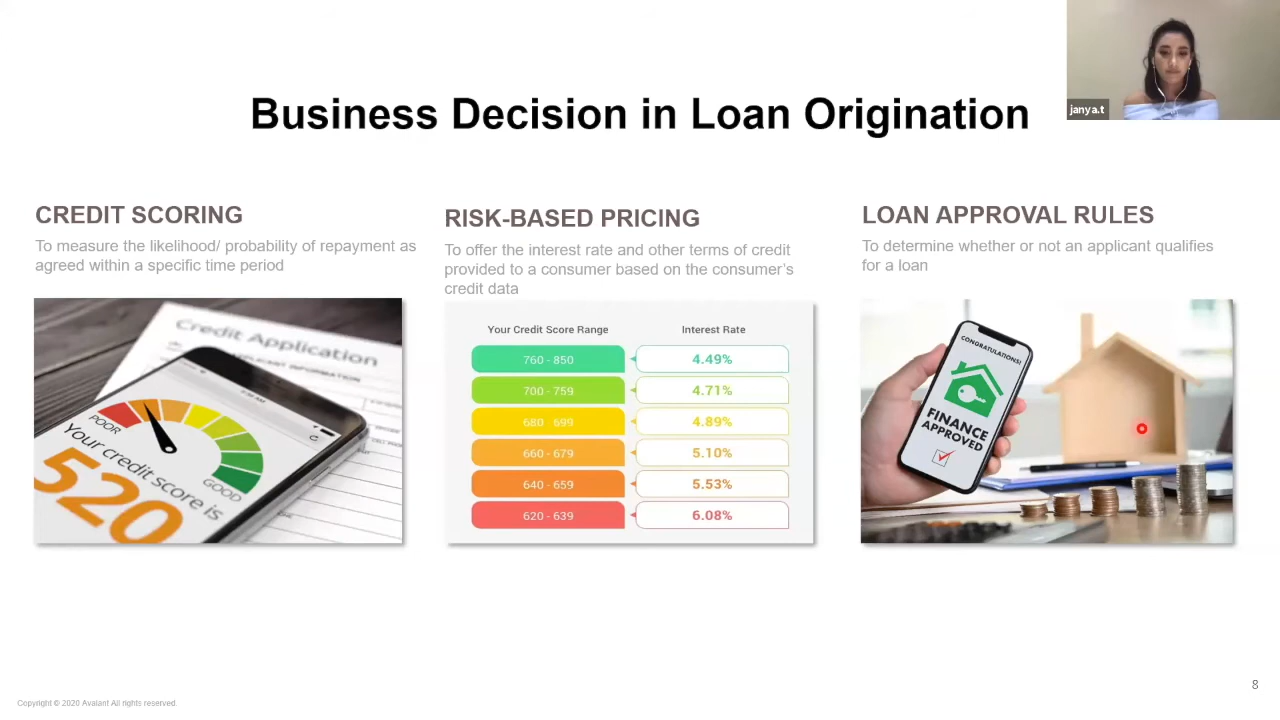 janya.t
Business Decision in Loan Origination
CREDIT SCORING
To measure the likelihood/ probability of repayment as
agreed within a specific time period
Credit Application
APPLICANT INFORMATION
POOR
GOOD
Your credit score is
520
RISK-BASED PRICING
To offer the interest rate and other terms of credit
provided to a consumer based on the consumer's
credit data
Your Credit Score Range Interest Rate
760 - 850 4.49%
700 - 759 4.71%
680 - 699 4.89%
660 - 679 5.10%
640 - 659 5.53%
620 - 639 6.08%
LOAN APPROVAL RULES
To determine whether or not an applicant qualifies
for a loan
CONGRATULATIONS!
FINANCE
APPROVED
8
Copyright © 2020 Avalant All rights reserved.